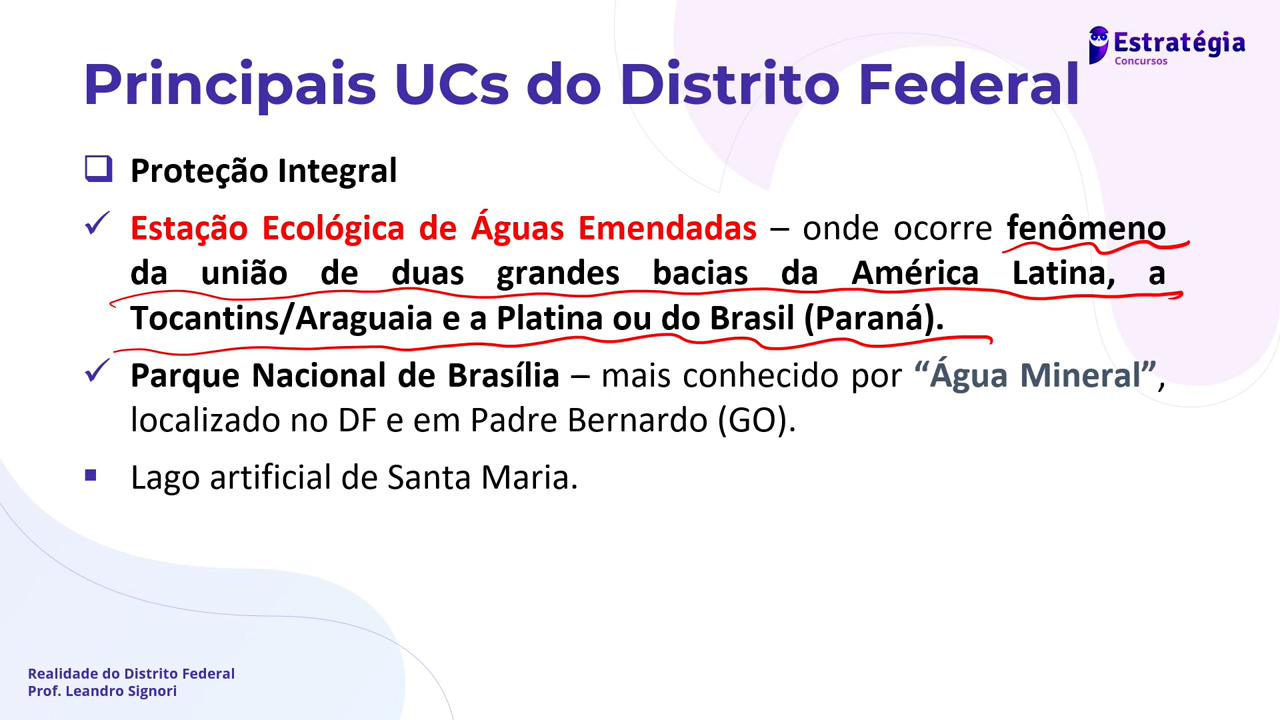 Estratégia
Concursos
Principais UCs do Distrito Federal
Proteção Integral
Estação Ecológica de Águas Emendadas – onde ocorre fenômeno
da união de duas grandes bacias da América Latina, a
Tocantins/Araguaia e a Platina ou do Brasil (Paraná).
Parque Nacional de Brasília – mais conhecido por “Água Mineral”,
localizado no DF e em Padre Bernardo (GO).
Lago artificial de Santa Maria.
Realidade do Distrito Federal
Prof. Leandro Signori